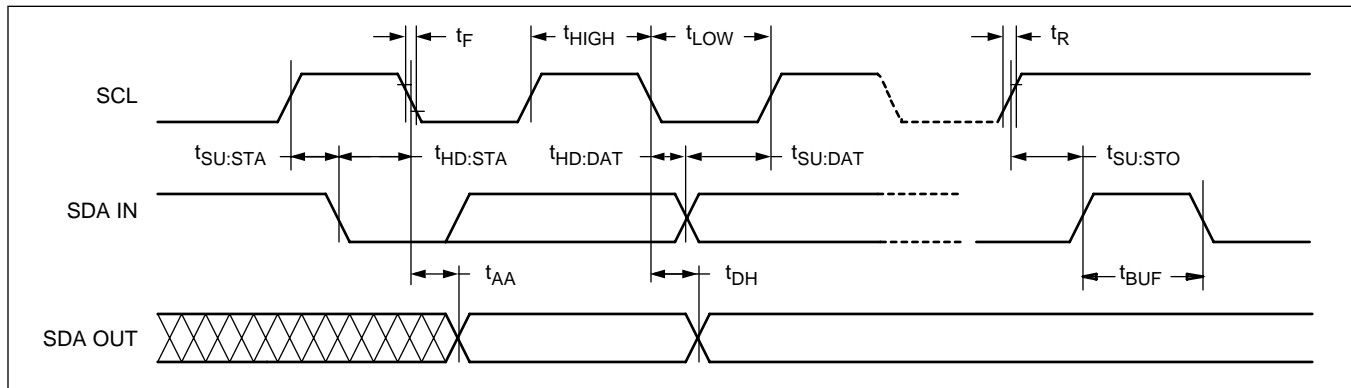 tF
tHIGH
tLOW
tR
SCL
tSU:STA
tHD:STA
tHD:DAT
tSU:DAT
tSU:STO
SDA IN
tAA
tDH
tBUF
SDA OUT